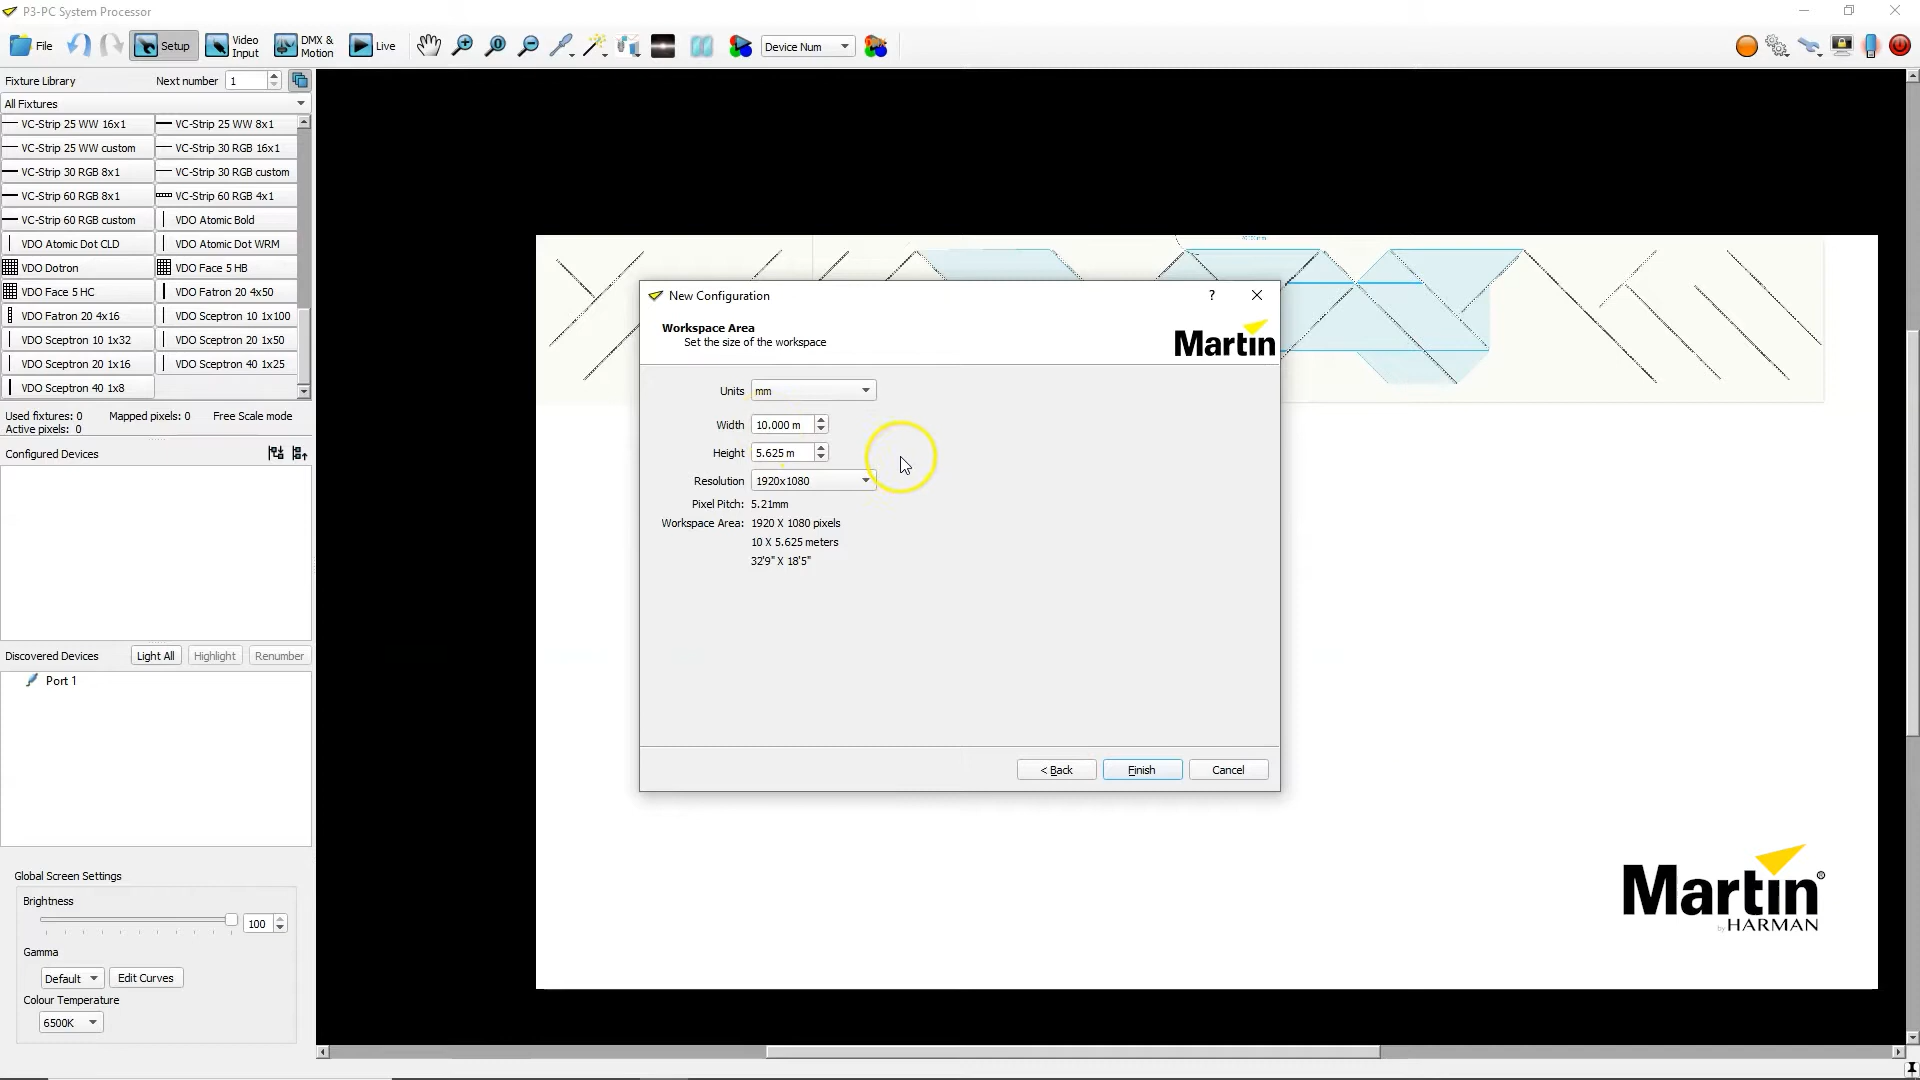 P3-PC System Processor
File
Setup
Video Input
DMX & Motion
Live
Device Num
Fixture Library
Next number
1
All Fixtures
VC-Strip 25 WW 16x1
VC-Strip 25 WW 8x1
VC-Strip 25 WW custom
VC-Strip 30 RGB 16x1
VC-Strip 30 RGB 8x1
VC-Strip 30 RGB custom
VC-Strip 60 RGB 8x1
VC-Strip 60 RGB 4x1
VC-Strip 60 RGB custom
VDO Atomic Bold
VDO Atomic Dot CLD
VDO Atomic Dot WRM
VDO Dotron
VDO Face 5 HB
VDO Face 5 HC
VDO Fatron 20 4x50
VDO Fatron 20 4x16
VDO Sceptron 10 1x100
VDO Sceptron 10 1x32
VDO Sceptron 20 1x50
VDO Sceptron 20 1x16
VDO Sceptron 40 1x25
VDO Sceptron 40 1x8
Used fixtures: 0
Mapped pixels: 0
Free Scale mode
Active pixels: 0
Configured Devices
Discovered Devices
Light All
Highlight
Renumber
Port 1
Global Screen Settings
Brightness
100
Gamma
Default
Edit Curves
Colour Temperature
6500K
New Configuration
?
Workspace Area
Set the size of the workspace
Martin
Units
mm
Width
10.000 m
Height
5.625 m
Resolution
1920x1080
Pixel Pitch: 5.21mm
Workspace Area: 1920 X 1080 pixels
10 X 5.625 meters
32'9" X 18'5"
< Back
Finish
Cancel
Martin®
by HARMAN